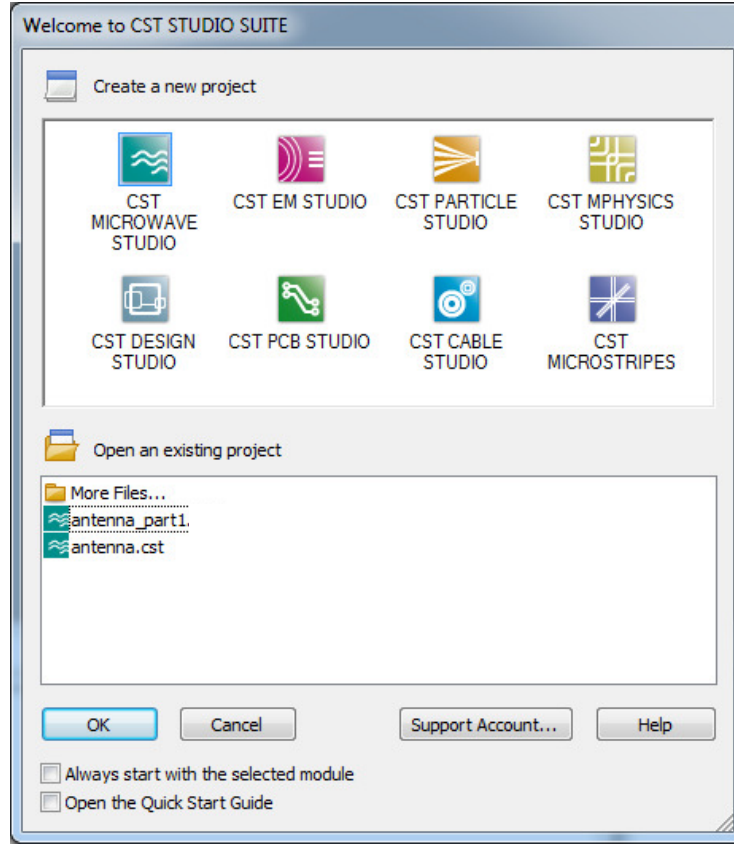 Welcome to CST STUDIO SUITE
Create a new project
CST MICROWAVE STUDIO
CST EM STUDIO
CST PARTICLE STUDIO
CST MPHYSICS STUDIO
CST DESIGN STUDIO
CST PCB STUDIO
CST CABLE STUDIO
CST MICROSTRIPES
Open an existing project
More Files...
antenna_part1.
antenna.cst
OK Cancel Support Account... Help
Always start with the selected module
Open the Quick Start Guide